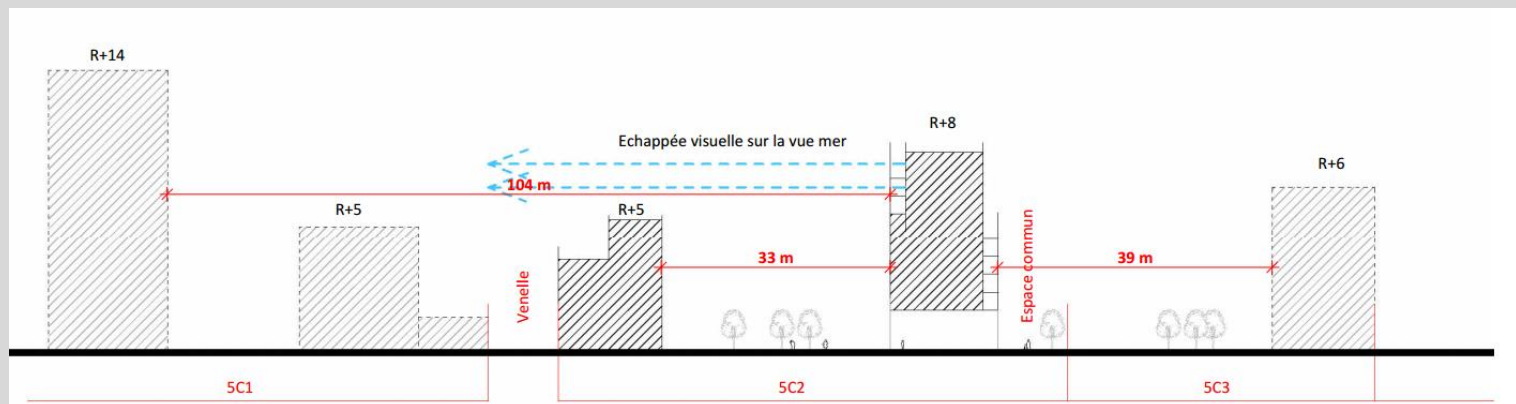 R+14
R+8
Echappée visuelle sur la vue mer
R+6
104 m
R+5
R+5
33 m
39 m
Venelle
Espace commun
5C1
5C2
5C3